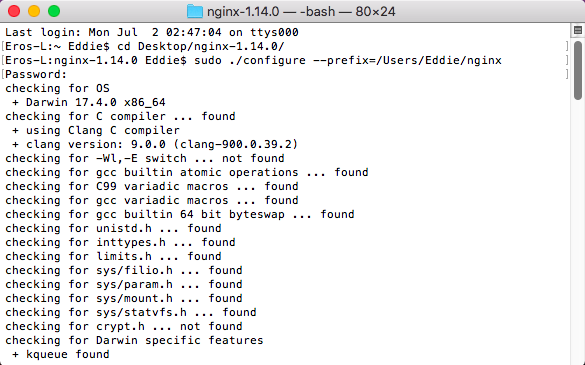 nginx-1.14.0 — -bash — 80×24
Last login: Mon Jul  2 02:47:04 on ttys000
[Eros-L:~ Eddie$ cd Desktop/nginx-1.14.0/ ]
[Eros-L:nginx-1.14.0 Eddie$ sudo ./configure --prefix=/Users/Eddie/nginx ]
[Password: ]
checking for OS
 + Darwin 17.4.0 x86_64
checking for C compiler ... found
 + using Clang C compiler
 + clang version: 9.0.0 (clang-900.0.39.2)
checking for -Wl,-E switch ... not found
checking for gcc builtin atomic operations ... found
checking for C99 variadic macros ... found
checking for gcc variadic macros ... found
checking for gcc builtin 64 bit byteswap ... found
checking for unistd.h ... found
checking for inttypes.h ... found
checking for limits.h ... found
checking for sys/filio.h ... found
checking for sys/param.h ... found
checking for sys/mount.h ... found
checking for sys/statvfs.h ... found
checking for crypt.h ... not found
checking for Darwin specific features
 + kqueue found